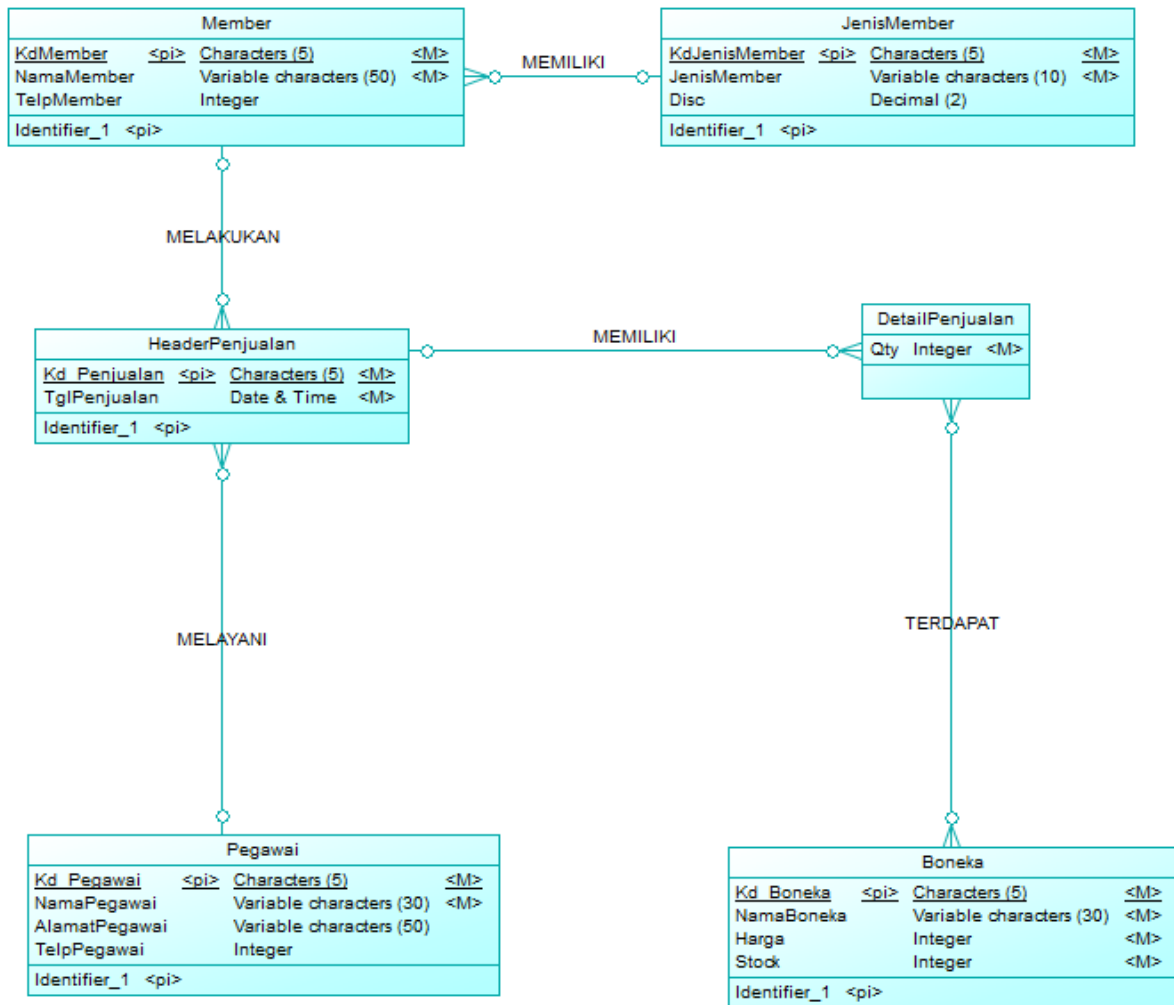 Member
KdMember <pi> Characters (5) <M>
NamaMember Variable characters (50) <M>
TelpMember Integer
Identifier_1 <pi>
MEMILIKI
JenisMember
KdJenisMember <pi> Characters (5) <M>
JenisMember Variable characters (10) <M>
Disc Decimal (2)
Identifier_1 <pi>
MELAKUKAN
HeaderPenjualan
Kd_Penjualan <pi> Characters (5) <M>
TglPenjualan Date & Time <M>
Identifier_1 <pi>
MEMILIKI
DetailPenjualan
Qty Integer <M>
MELAYANI
TERDAPAT
Pegawai
Kd_Pegawai <pi> Characters (5) <M>
NamaPegawai Variable characters (30) <M>
AlamatPegawai Variable characters (50)
TelpPegawai Integer
Identifier_1 <pi>
Boneka
Kd_Boneka <pi> Characters (5) <M>
NamaBoneka Variable characters (30) <M>
Harga Integer <M>
Stock Integer <M>
Identifier_1 <pi>